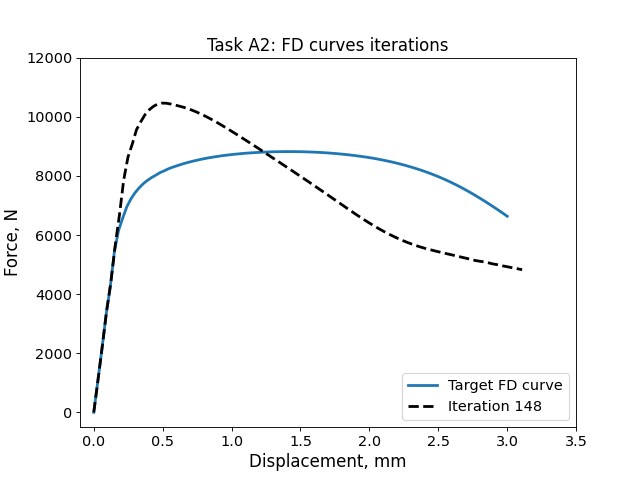 Task A2: FD curves iterations
12000
10000
8000
6000
4000
2000
0
Force, N
0.0 0.5 1.0 1.5 2.0 2.5 3.0 3.5
Displacement, mm
Target FD curve
Iteration 148